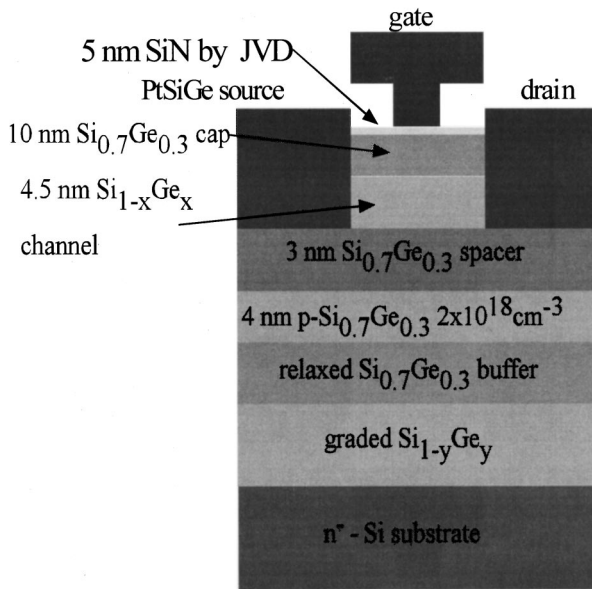 gate
5 nm SiN by JVD
PtSiGe source
drain
10 nm Si0.7Ge0.3 cap
4.5 nm Si1-xGex
channel
3 nm Si0.7Ge0.3 spacer
4 nm p-Si0.7Ge0.3 2x10^18cm^-3
relaxed Si0.7Ge0.3 buffer
graded Si1-yGey
n⁻ - Si substrate